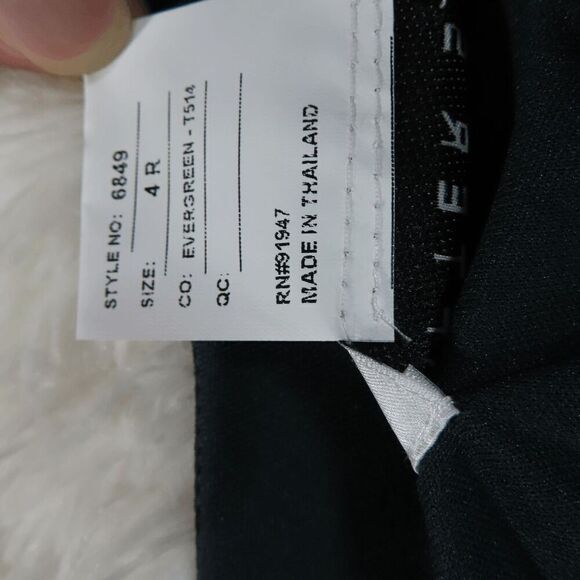 STYLE NO: 6849
SIZE: 4 R
CO: EVERGREEN - T514
QC:
RN#91947
MADE IN THAILAND